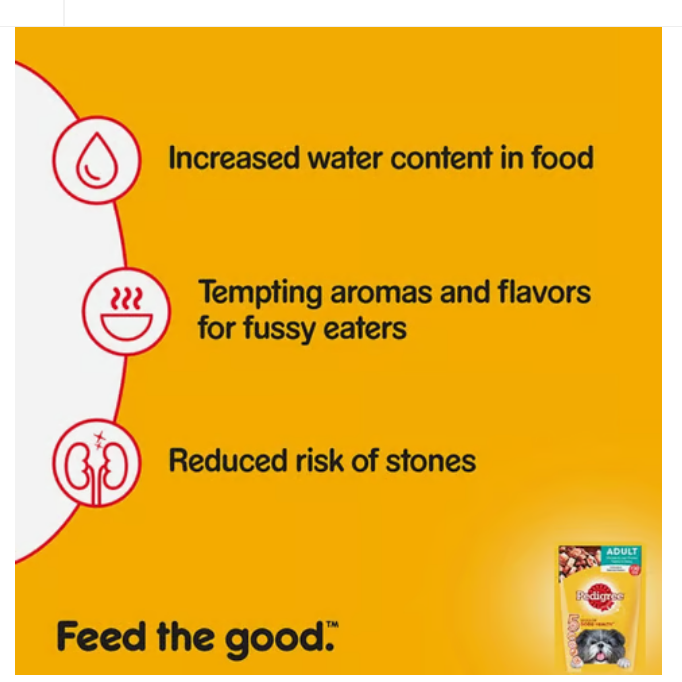 Increased water content in food
Tempting aromas and flavors
for fussy eaters
Reduced risk of stones
ADULT
Pedigree
Feed the good.™